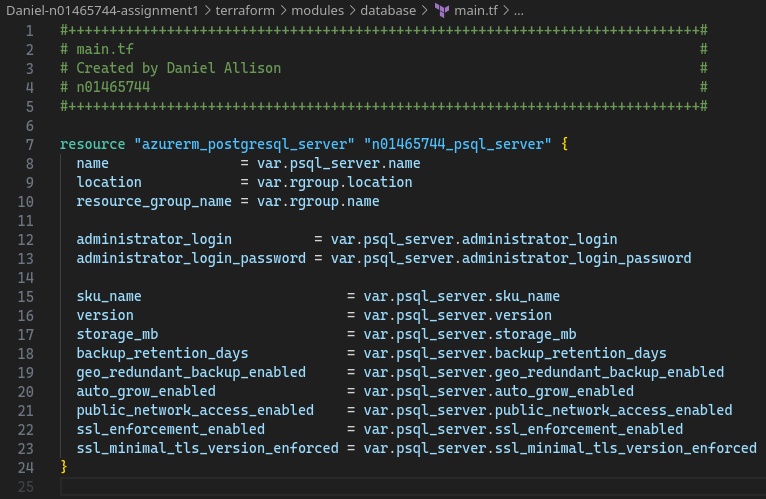 Daniel-n01465744-assignment1 > terraform > modules > database > main.tf > ...
1 #+++++++++++++++++++++++++++++++++++++++++++++++++++++++++++++++++++++++++++++#
2 # main.tf                                                                     #
3 # Created by Daniel Allison                                                   #
4 # n01465744                                                                   #
5 #+++++++++++++++++++++++++++++++++++++++++++++++++++++++++++++++++++++++++++++#
6
7 resource "azurerm_postgresql_server" "n01465744_psql_server" {
8   name                = var.psql_server.name
9   location            = var.rgroup.location
10   resource_group_name = var.rgroup.name
11
12   administrator_login          = var.psql_server.administrator_login
13   administrator_login_password = var.psql_server.administrator_login_password
14
15   sku_name                         = var.psql_server.sku_name
16   version                          = var.psql_server.version
17   storage_mb                       = var.psql_server.storage_mb
18   backup_retention_days            = var.psql_server.backup_retention_days
19   geo_redundant_backup_enabled     = var.psql_server.geo_redundant_backup_enabled
20   auto_grow_enabled                = var.psql_server.auto_grow_enabled
21   public_network_access_enabled    = var.psql_server.public_network_access_enabled
22   ssl_enforcement_enabled          = var.psql_server.ssl_enforcement_enabled
23   ssl_minimal_tls_version_enforced = var.psql_server.ssl_minimal_tls_version_enforced
24 }
25